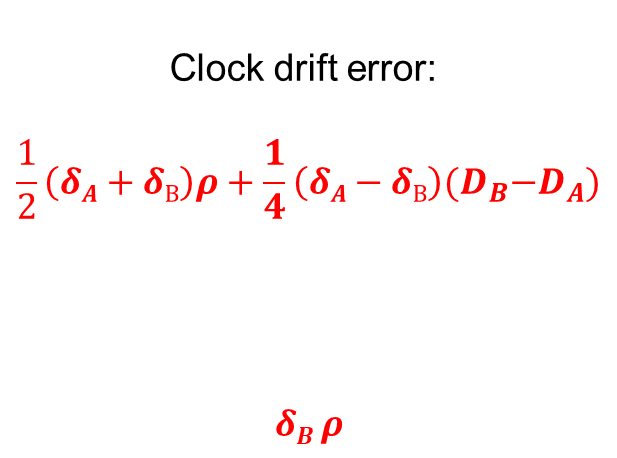 Clock drift error:
½(δ_A + δ_B)ρ + ¼(δ_A − δ_B)(D_B−D_A)
δ_B ρ